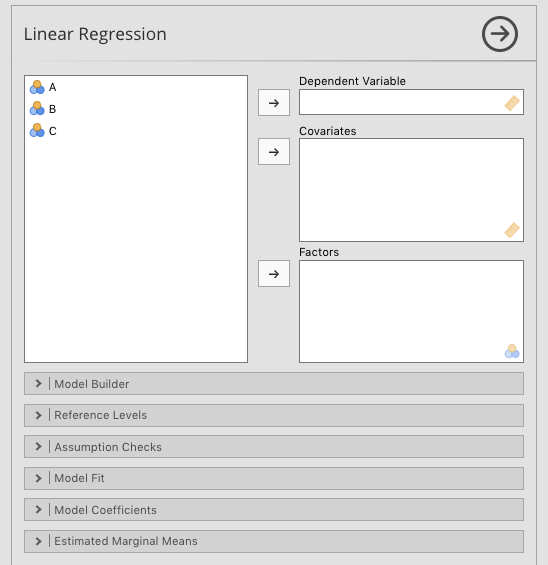 Linear Regression
A
B
C
Dependent Variable
Covariates
Factors
Model Builder
Reference Levels
Assumption Checks
Model Fit
Model Coefficients
Estimated Marginal Means